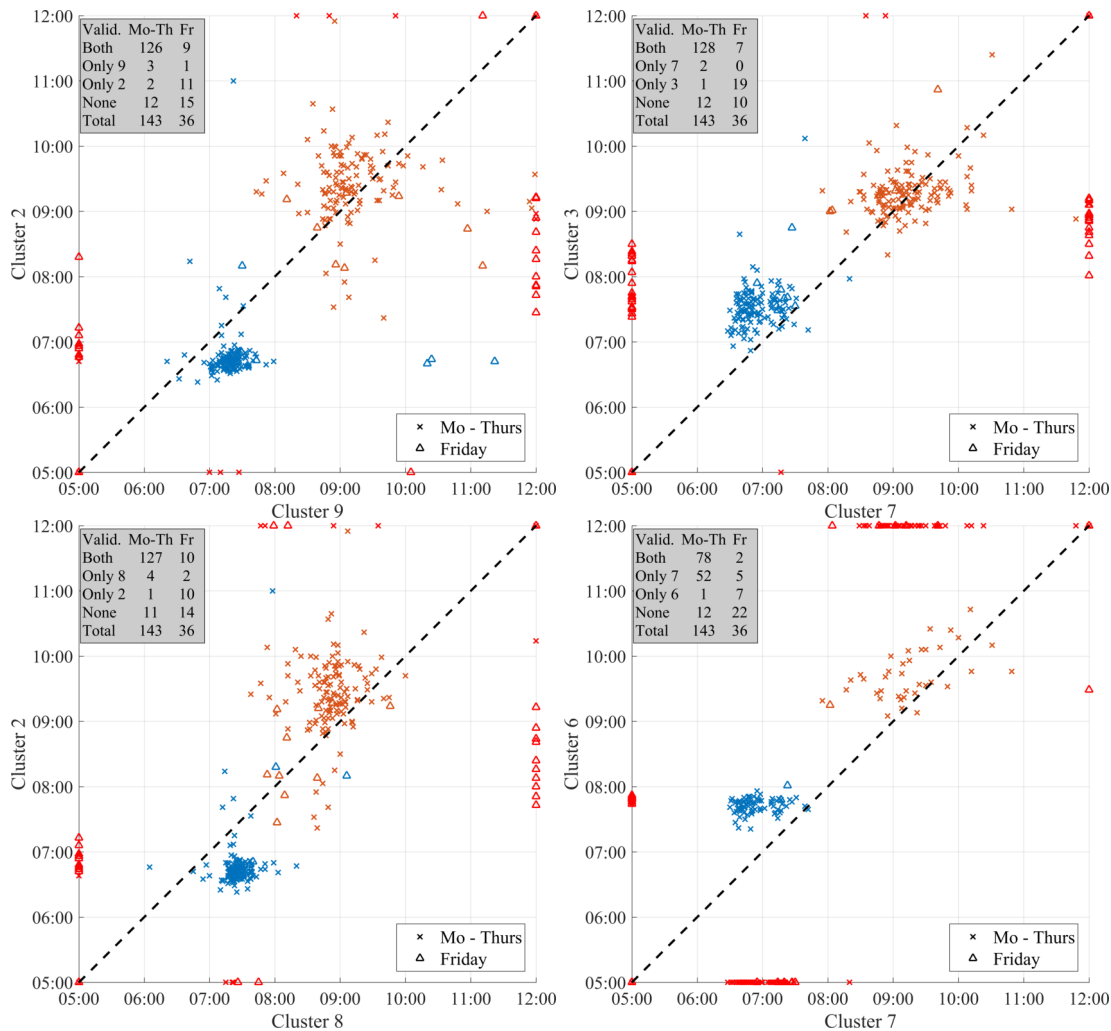 12:00
11:00
10:00
09:00
08:00
07:00
06:00
05:00
Cluster 2
Valid. Mo-Th Fr
Both 126 9
Only 9 3 1
Only 2 2 11
None 12 15
Total 143 36
Mo - Thurs
Friday
05:00 06:00 07:00 08:00 09:00 10:00 11:00 12:00
Cluster 9
12:00
11:00
10:00
09:00
08:00
07:00
06:00
05:00
Cluster 3
Valid. Mo-Th Fr
Both 128 7
Only 7 2 0
Only 3 1 19
None 12 10
Total 143 36
Mo - Thurs
Friday
05:00 06:00 07:00 08:00 09:00 10:00 11:00 12:00
Cluster 7
12:00
11:00
10:00
09:00
08:00
07:00
06:00
05:00
Cluster 2
Valid. Mo-Th Fr
Both 127 10
Only 8 4 2
Only 2 1 10
None 11 14
Total 143 36
Mo - Thurs
Friday
05:00 06:00 07:00 08:00 09:00 10:00 11:00 12:00
Cluster 8
12:00
11:00
10:00
09:00
08:00
07:00
06:00
05:00
Cluster 6
Valid. Mo-Th Fr
Both 78 2
Only 7 52 5
Only 6 1 7
None 12 22
Total 143 36
Mo - Thurs
Friday
05:00 06:00 07:00 08:00 09:00 10:00 11:00 12:00
Cluster 7